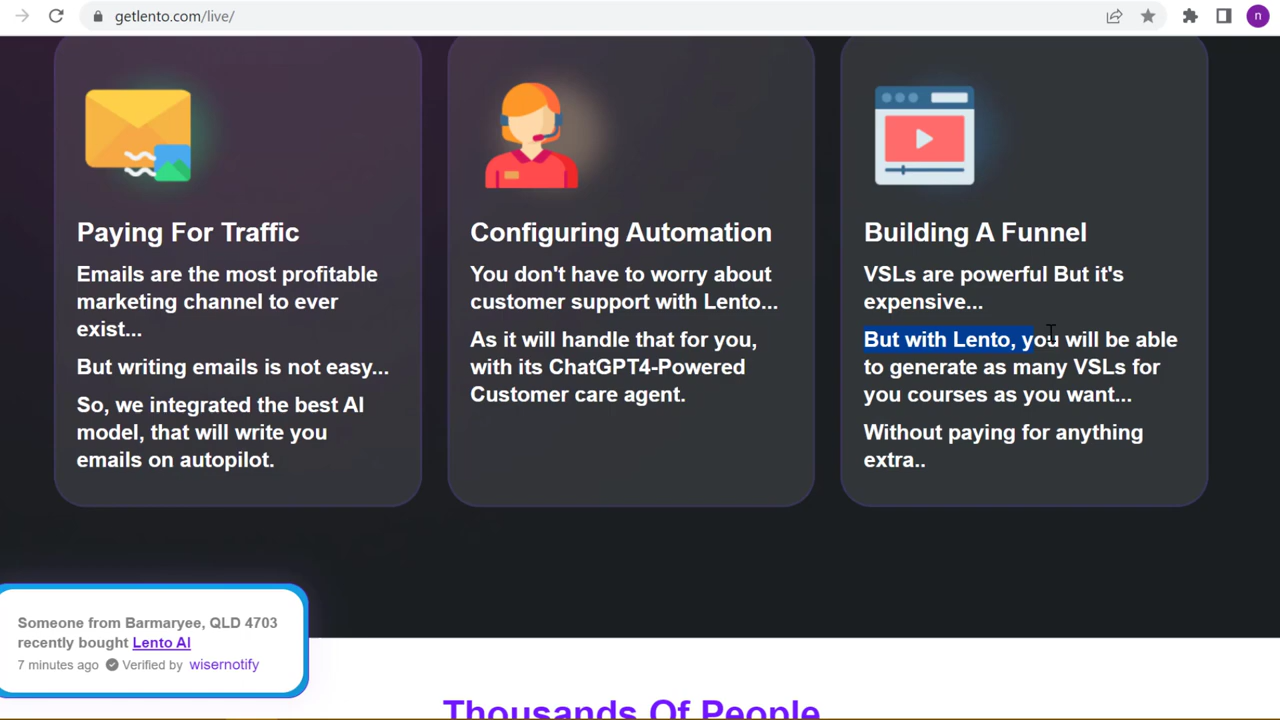 getlento.com/live/
n
Paying For Traffic
Emails are the most profitable
marketing channel to ever
exist...
But writing emails is not easy...
So, we integrated the best AI
model, that will write you
emails on autopilot.
Configuring Automation
You don't have to worry about
customer support with Lento...
As it will handle that for you,
with its ChatGPT4-Powered
Customer care agent.
Building A Funnel
VSLs are powerful But it's
expensive...
But with Lento, you will be able
to generate as many VSLs for
you courses as you want...
Without paying for anything
extra..
Someone from Barmaryee, QLD 4703
recently bought Lento AI
7 minutes ago Verified by wisernotify
Thousands Of People